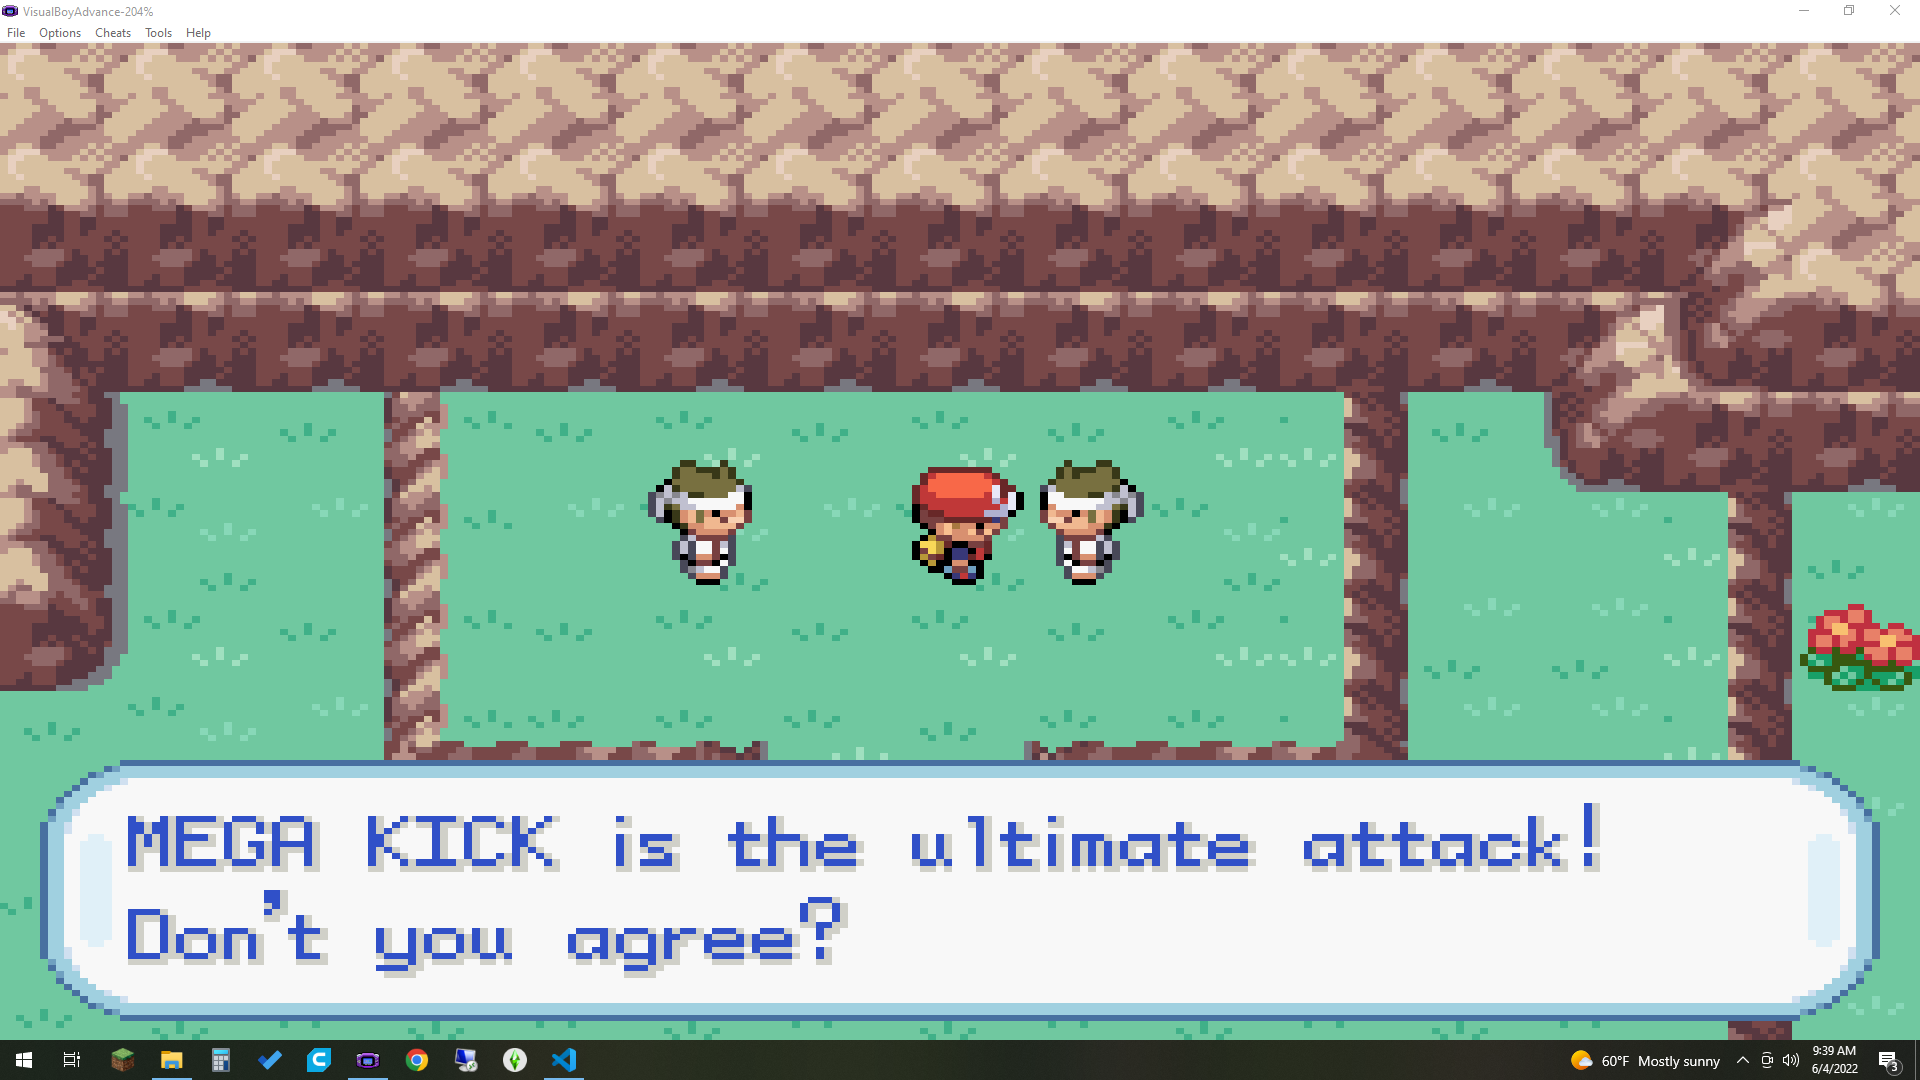 VisualBoyAdvance-204%
File Options Cheats Tools Help
MEGA KICK is the ultimate attack!
Don't you agree?
60°F Mostly sunny
9:39 AM
6/4/2022
3